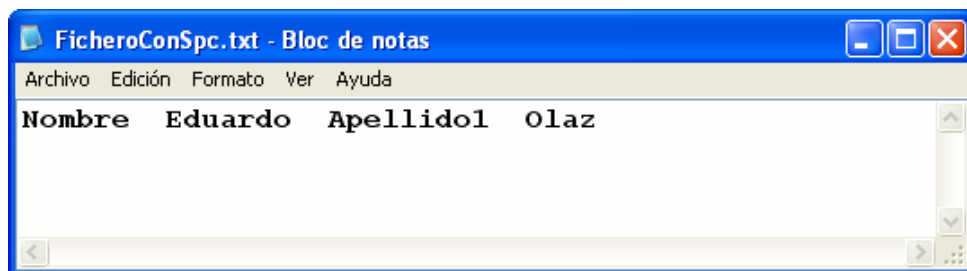 FicheroConSpc.txt - Bloc de notas
Archivo Edición Formato Ver Ayuda
Nombre  Eduardo  Apellido1  Olaz